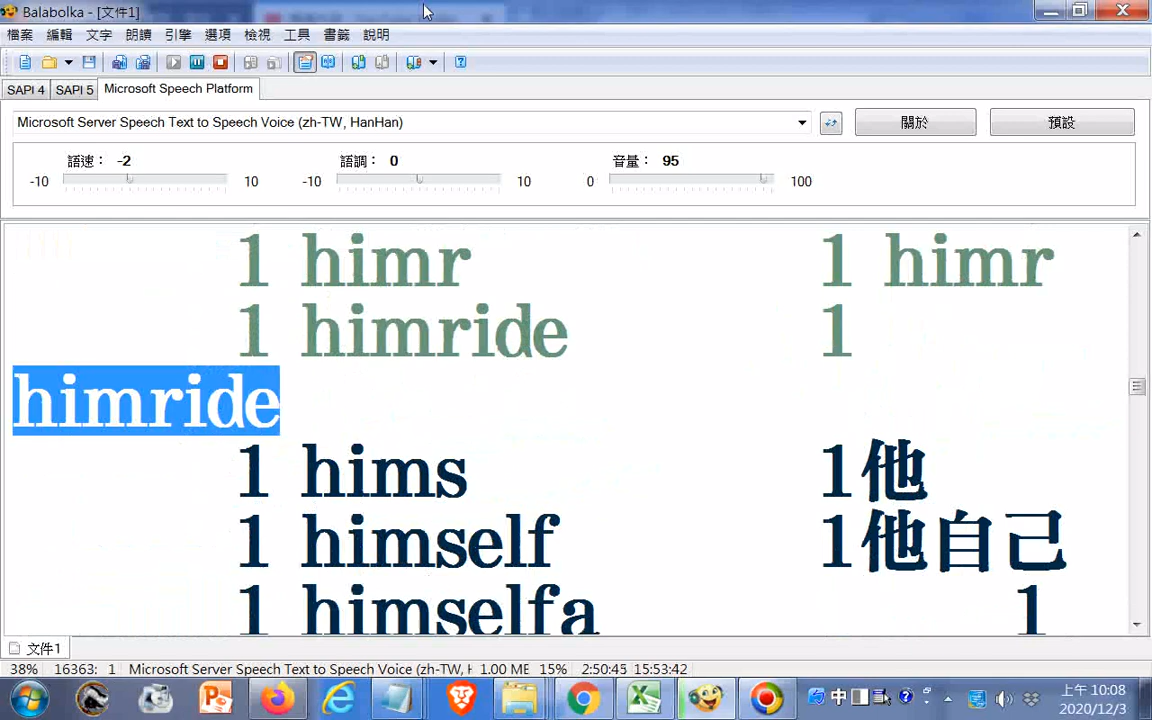 Balabolka - [文件1]
檔案 編輯 文字 朗讀 引擎 選項 檢視 工具 書籤 說明
SAPI 4 SAPI 5 Microsoft Speech Platform
Microsoft Server Speech Text to Speech Voice (zh-TW, HanHan) 關於 預設
語速： -2 語調： 0 音量： 95
-10 10 -10 10 0 100
1 himr 1 himr
1 himride 1
himride
1 hims 1他
1 himself 1他自己
1 himselfa 1
文件1
38% 16363: 1 Microsoft Server Speech Text to Speech Voice (zh-TW, 1.00 ME 15% 2:50:45 15:53:42
中 上午 10:08
2020/12/3